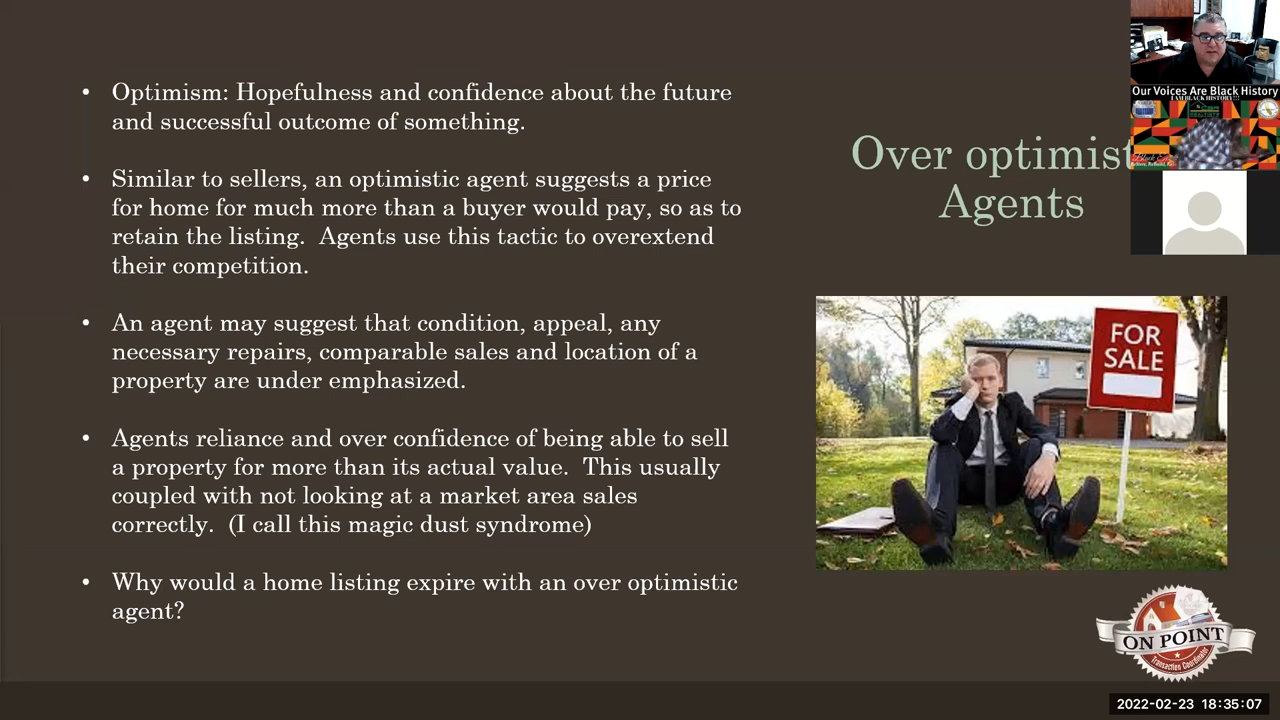 • Optimism: Hopefulness and confidence about the future
and successful outcome of something.
• Similar to sellers, an optimistic agent suggests a price
for home for much more than a buyer would pay, so as to
retain the listing.  Agents use this tactic to overextend
their competition.
• An agent may suggest that condition, appeal, any
necessary repairs, comparable sales and location of a
property are under emphasized.
• Agents reliance and over confidence of being able to sell
a property for more than its actual value.  This usually
coupled with not looking at a market area sales
correctly.  (I call this magic dust syndrome)
• Why would a home listing expire with an over optimistic
agent?
Over optimist
Agents
Our Voices Are Black History
I AM BLACK HISTORY!!!
FOR
SALE
ON POINT
Transaction Coordinator
2022-02-23 18:35:07